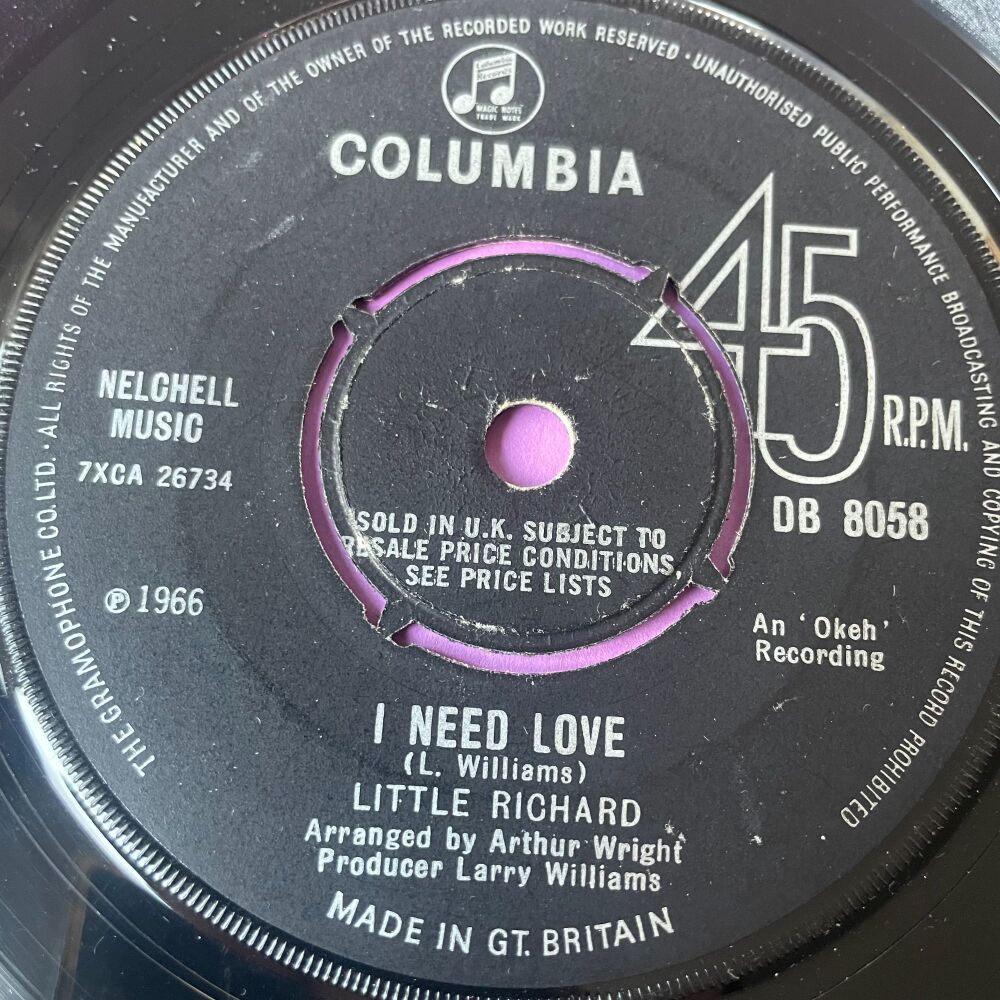 THE GRAMOPHONE CO. LTD. · ALL RIGHTS OF THE MANUFACTURER AND OF THE OWNER OF THE RECORDED WORK RESERVED · UNAUTHORISED PUBLIC PERFORMANCE BROADCASTING AND COPYING OF THIS RECORD PROHIBITED
Columbia
Records
MAGIC NOTES
TRADE MARK
COLUMBIA
45
R.P.M.
DB 8058
NELCHELL
MUSIC
7XCA 26734
℗ 1966
SOLD IN U.K. SUBJECT TO
RESALE PRICE CONDITIONS,
SEE PRICE LISTS
An 'Okeh'
Recording
I NEED LOVE
(L. Williams)
LITTLE RICHARD
Arranged by Arthur Wright
Producer Larry Williams
MADE IN GT. BRITAIN